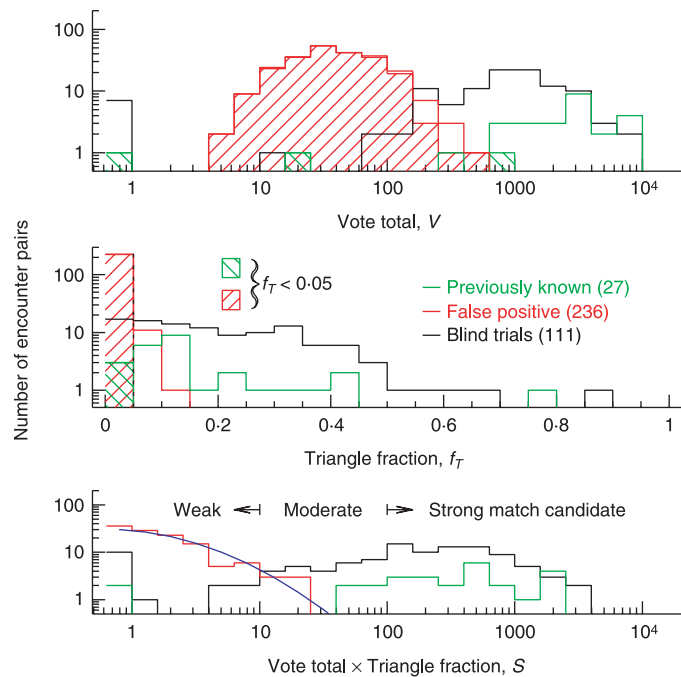 Number of encounter pairs
100
10
1
1
10
100
1000
10⁴
Vote total, V
100
10
1
f_T < 0·05
Previously known (27)
False positive (236)
Blind trials (111)
0
0·2
0·4
0·6
0·8
1
Triangle fraction, f_T
100
10
1
Weak
Moderate
Strong match candidate
1
10
100
1000
10⁴
Vote total × Triangle fraction, S